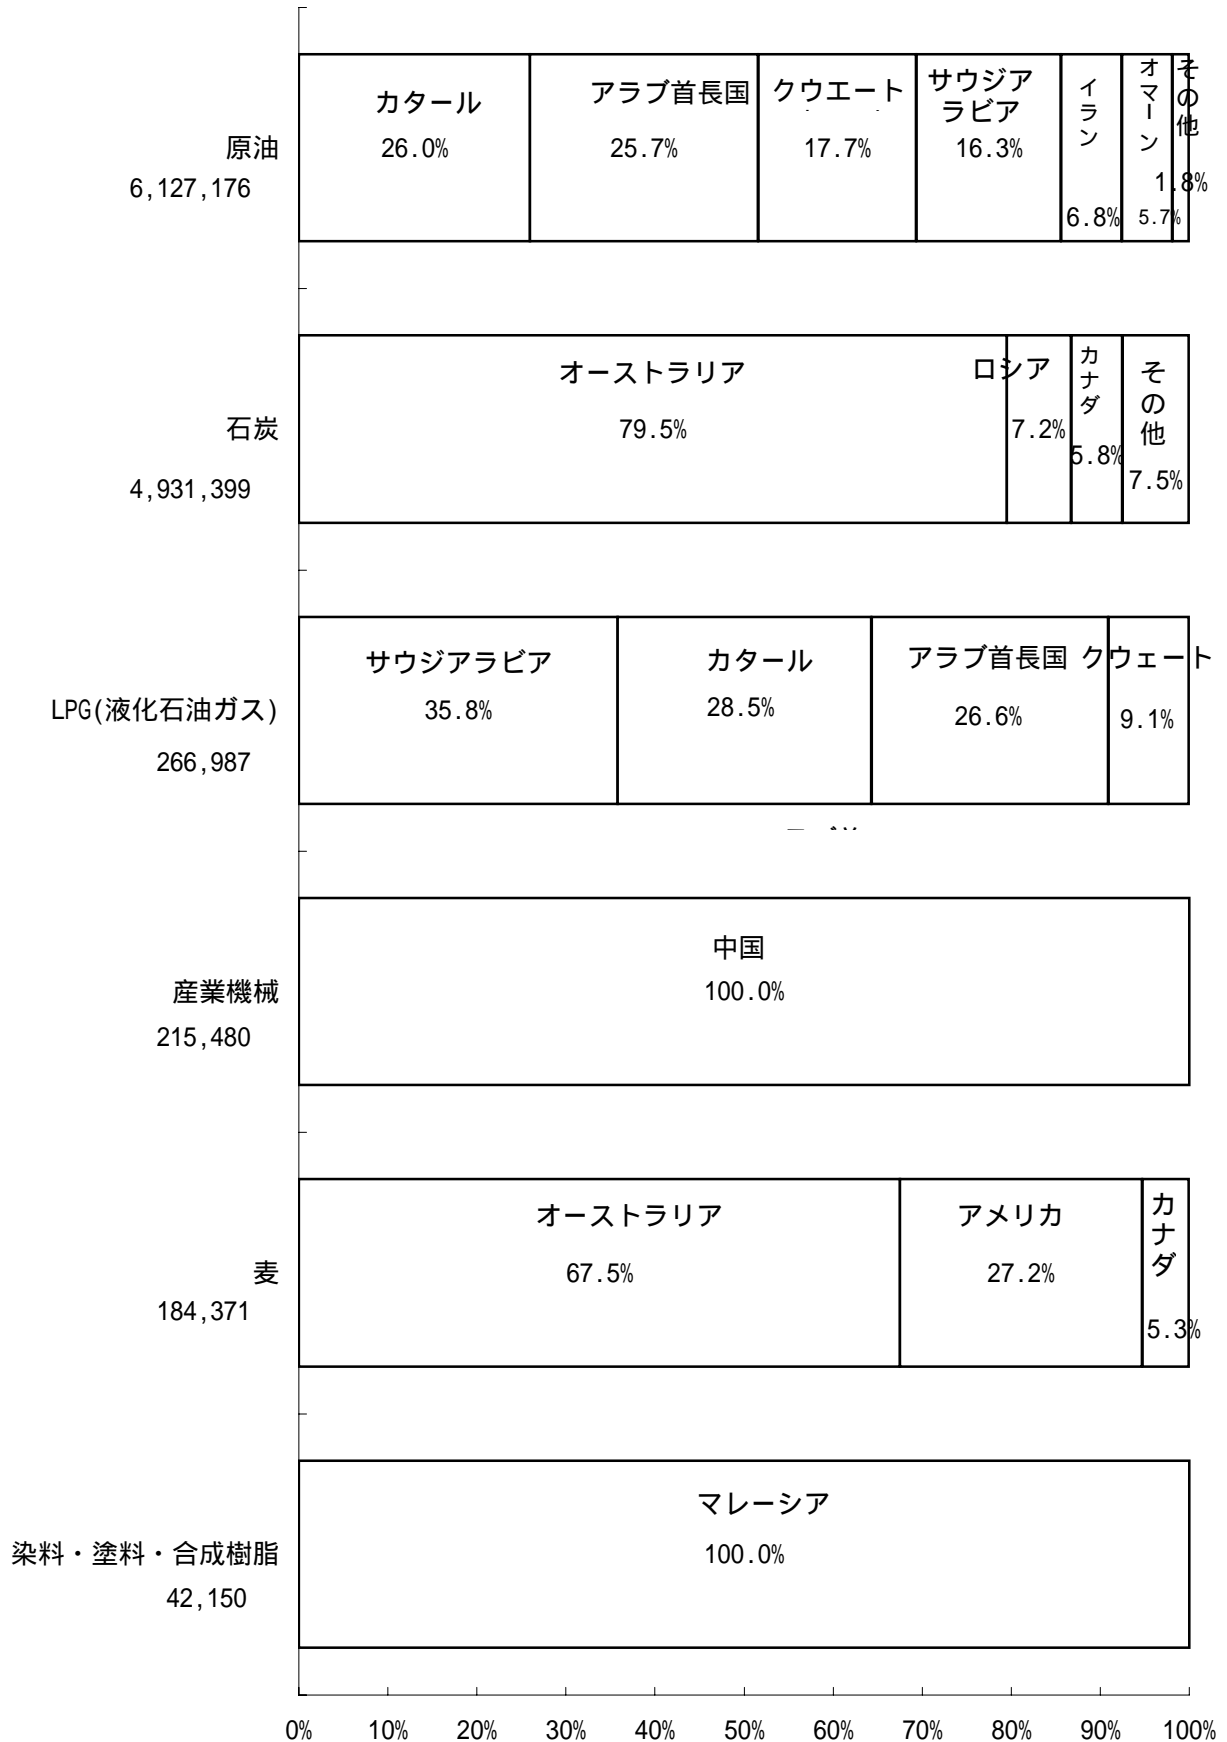 原油
6,127,176
カタール
26.0%
アラブ首長国
25.7%
クウエート
17.7%
サウジア
ラビア
16.3%
イラン
6.8%
オマーン
5.7%
その他
1.8%
石炭
4,931,399
オーストラリア
79.5%
ロシア
7.2%
カナダ
5.8%
その他
7.5%
LPG(液化石油ガス)
266,987
サウジアラビア
35.8%
カタール
28.5%
アラブ首長国
26.6%
クウェート
9.1%
産業機械
215,480
中国
100.0%
麦
184,371
オーストラリア
67.5%
アメリカ
27.2%
カナダ
5.3%
染料・塗料・合成樹脂
42,150
マレーシア
100.0%
0% 10% 20% 30% 40% 50% 60% 70% 80% 90% 100%